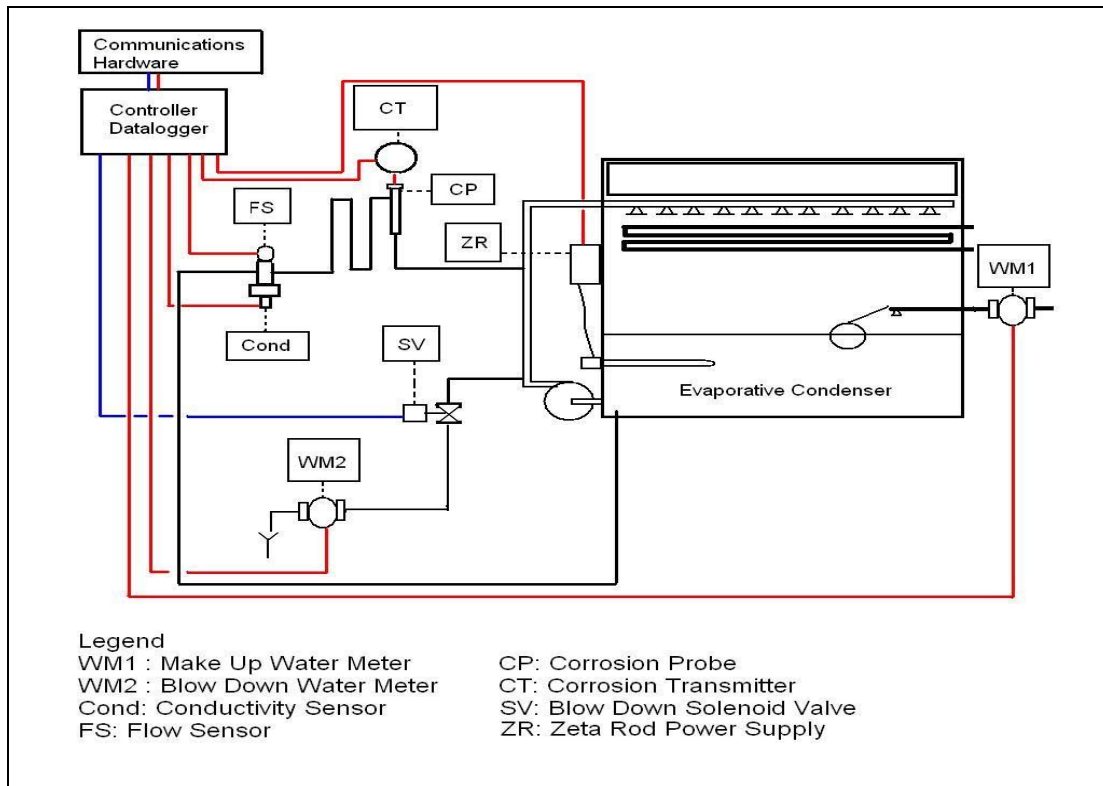 Communications
Hardware
Controller
Datalogger
CT
CP
FS
ZR
WM1
Cond
SV
Evaporative Condenser
WM2
Legend
WM1 : Make Up Water Meter
WM2 : Blow Down Water Meter
Cond: Conductivity Sensor
FS: Flow Sensor
CP: Corrosion Probe
CT: Corrosion Transmitter
SV: Blow Down Solenoid Valve
ZR: Zeta Rod Power Supply